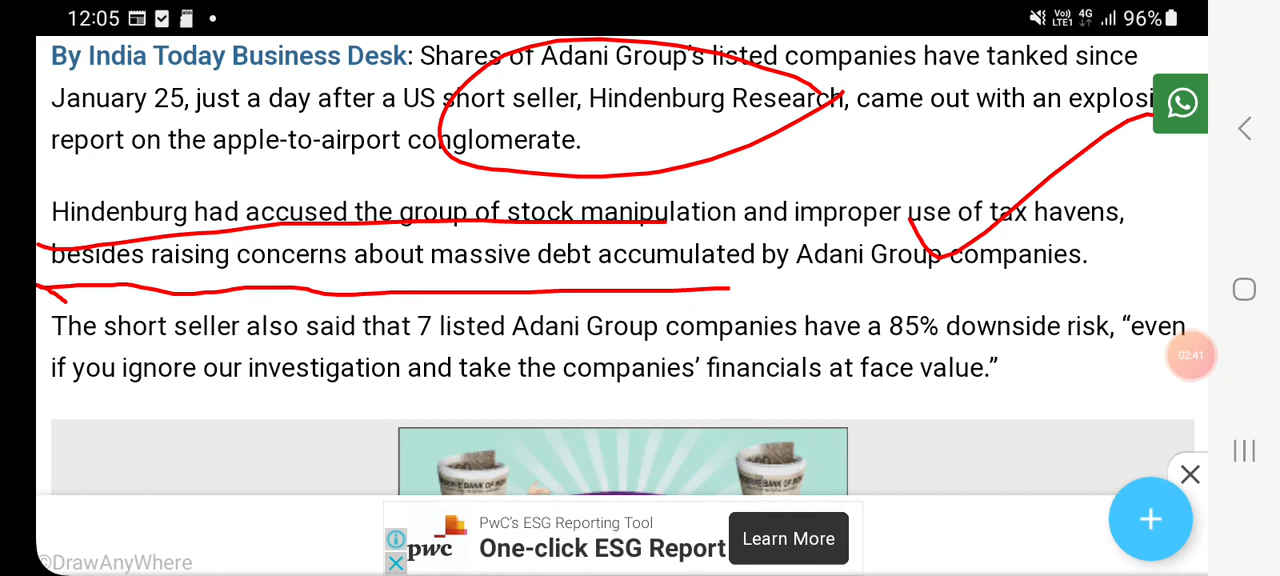 12:05
Vo))
LTE1
4G
96%
By India Today Business Desk: Shares of Adani Group's listed companies have tanked since
January 25, just a day after a US short seller, Hindenburg Research, came out with an explosi
report on the apple-to-airport conglomerate.
Hindenburg had accused the group of stock manipulation and improper use of tax havens,
besides raising concerns about massive debt accumulated by Adani Group companies.
The short seller also said that 7 listed Adani Group companies have a 85% downside risk, “even
if you ignore our investigation and take the companies’ financials at face value.”
02:41
pwc
PwC's ESG Reporting Tool
One-click ESG Report
Learn More
©DrawAnyWhere